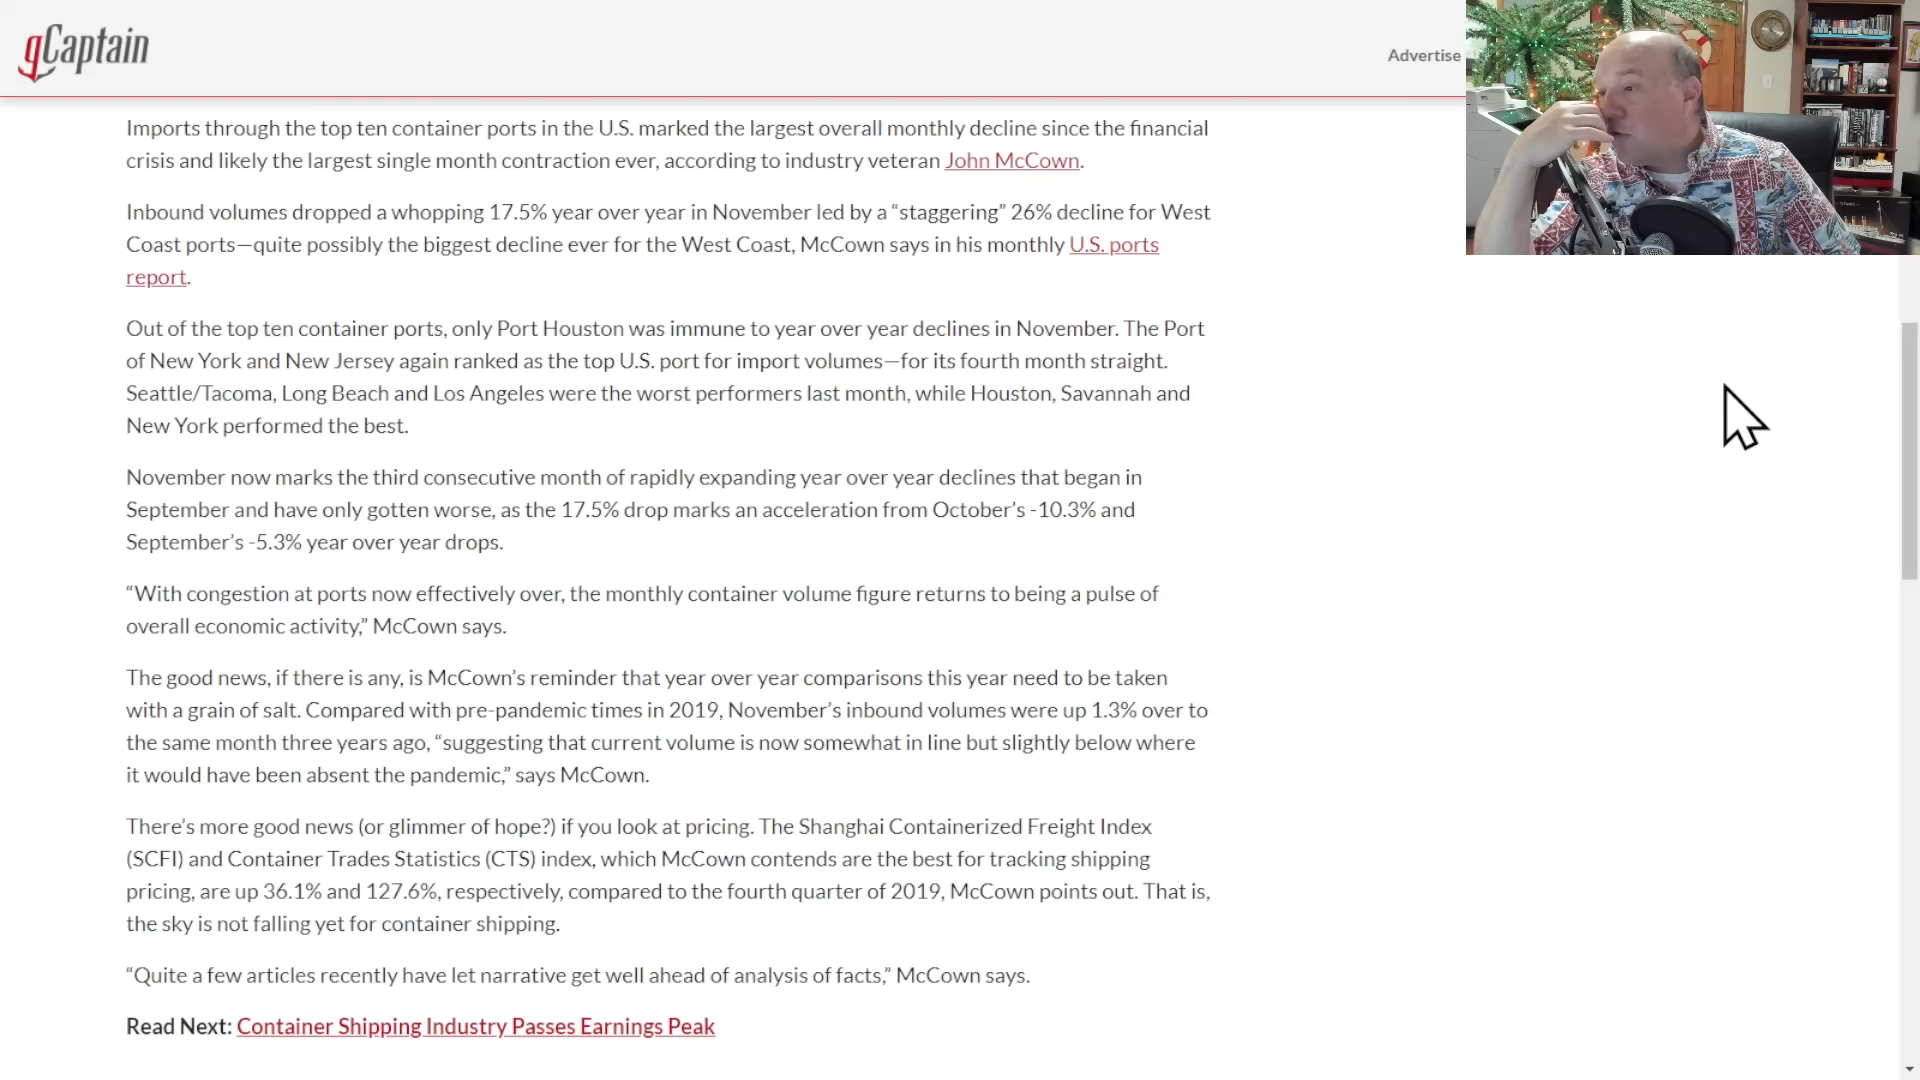 gCaptain
Advertise
Imports through the top ten container ports in the U.S. marked the largest overall monthly decline since the financial
crisis and likely the largest single month contraction ever, according to industry veteran John McCown.
Inbound volumes dropped a whopping 17.5% year over year in November led by a “staggering” 26% decline for West
Coast ports—quite possibly the biggest decline ever for the West Coast, McCown says in his monthly U.S. ports
report.
Out of the top ten container ports, only Port Houston was immune to year over year declines in November. The Port
of New York and New Jersey again ranked as the top U.S. port for import volumes—for its fourth month straight.
Seattle/Tacoma, Long Beach and Los Angeles were the worst performers last month, while Houston, Savannah and
New York performed the best.
November now marks the third consecutive month of rapidly expanding year over year declines that began in
September and have only gotten worse, as the 17.5% drop marks an acceleration from October’s -10.3% and
September’s -5.3% year over year drops.
“With congestion at ports now effectively over, the monthly container volume figure returns to being a pulse of
overall economic activity,” McCown says.
The good news, if there is any, is McCown’s reminder that year over year comparisons this year need to be taken
with a grain of salt. Compared with pre-pandemic times in 2019, November’s inbound volumes were up 1.3% over to
the same month three years ago, “suggesting that current volume is now somewhat in line but slightly below where
it would have been absent the pandemic,” says McCown.
There’s more good news (or glimmer of hope?) if you look at pricing. The Shanghai Containerized Freight Index
(SCFI) and Container Trades Statistics (CTS) index, which McCown contends are the best for tracking shipping
pricing, are up 36.1% and 127.6%, respectively, compared to the fourth quarter of 2019, McCown points out. That is,
the sky is not falling yet for container shipping.
“Quite a few articles recently have let narrative get well ahead of analysis of facts,” McCown says.
Read Next: Container Shipping Industry Passes Earnings Peak